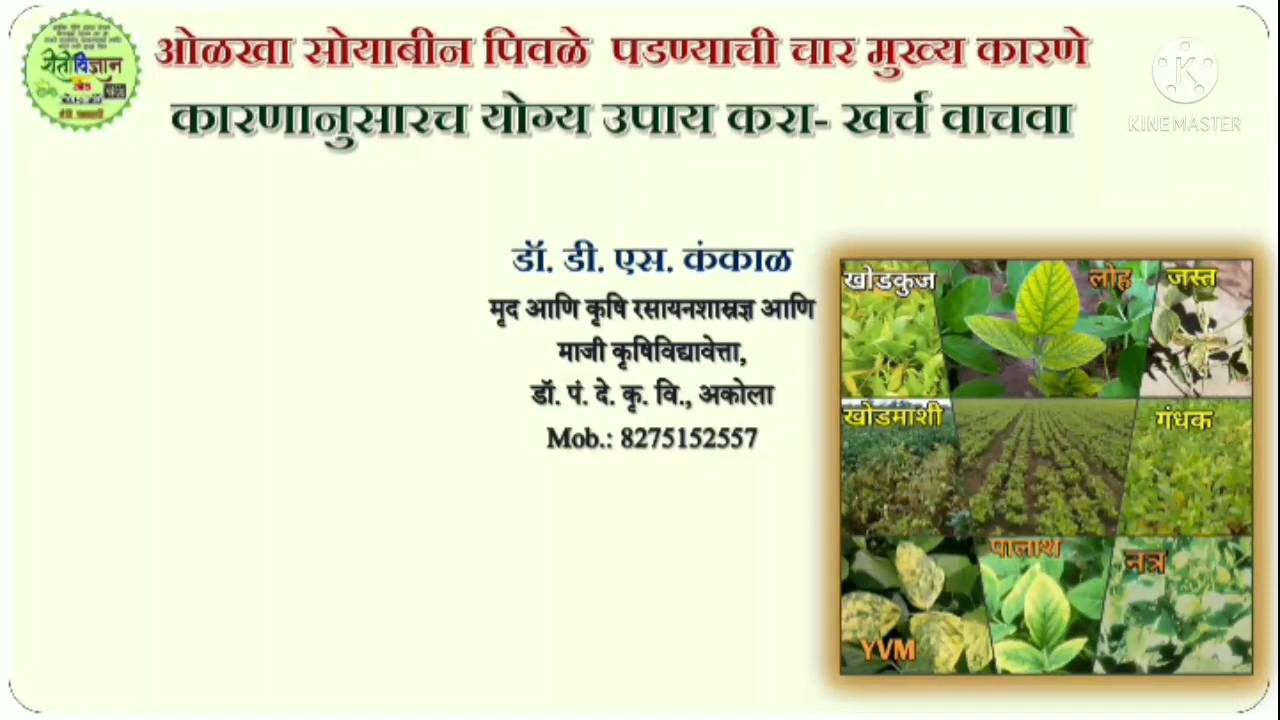 ओळखा सोयाबीन पिवळे पडण्याची चार मुख्य कारणे
कारणानुसारच योग्य उपाय करा- खर्च वाचवा
शेती विज्ञान
KINEMASTER
डॉ. डी. एस. कंकाळ
मृद आणि कृषि रसायनशास्त्रज्ञ आणि
माजी कृषिविद्यावेत्ता,
डॉ. पं. दे. कृ. वि., अकोला
Mob.: 8275152557
खोडकुज
लोह
जस्त
खोडमाशी
गंधक
पालाश
नत्र
YVM